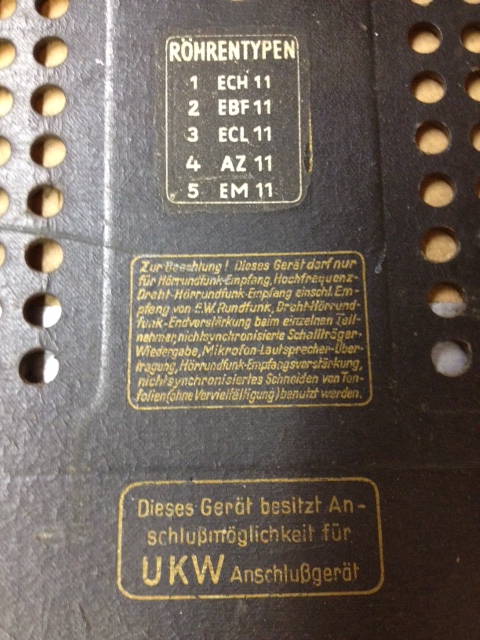 RÖHRENTYPEN
1 ECH 11
2 EBF 11
3 ECL 11
4 AZ 11
5 EM 11
Zur Beachtung! Dieses Gerät darf nur
für Hörrundfunk-Empfang, Hochfrequenz-
Draht-Hörrundfunk-Empfang einschl. Em-
pfang von E.W. Rundfunk, Draht-Hörrund-
funk-Endverstärkung beim einzelnen Teil-
nehmer, nichtsynchronisierte Schallträger-
Wiedergabe, Mikrofon-Lautsprecher-Über-
tragung, Hörrundfunk-Empfangsverstärkung,
nichtsynchronisiertes Schneiden von Ton-
folien (ohne Vervielfältigung) benutzt werden.
Dieses Gerät besitzt An-
schlußmöglichkeit für
UKW Anschlußgerät